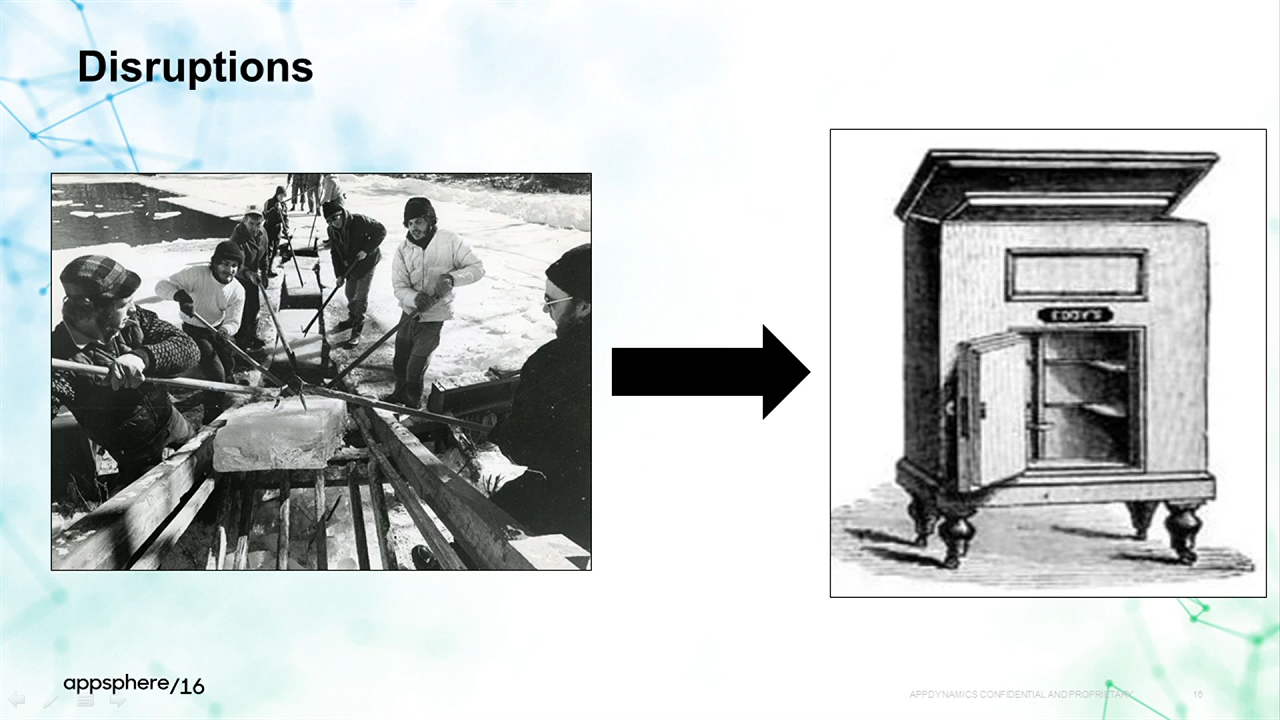 Disruptions
EDDY'S
appsphere/16
APPDYNAMICS CONFIDENTIAL AND PROPRIETARY
16